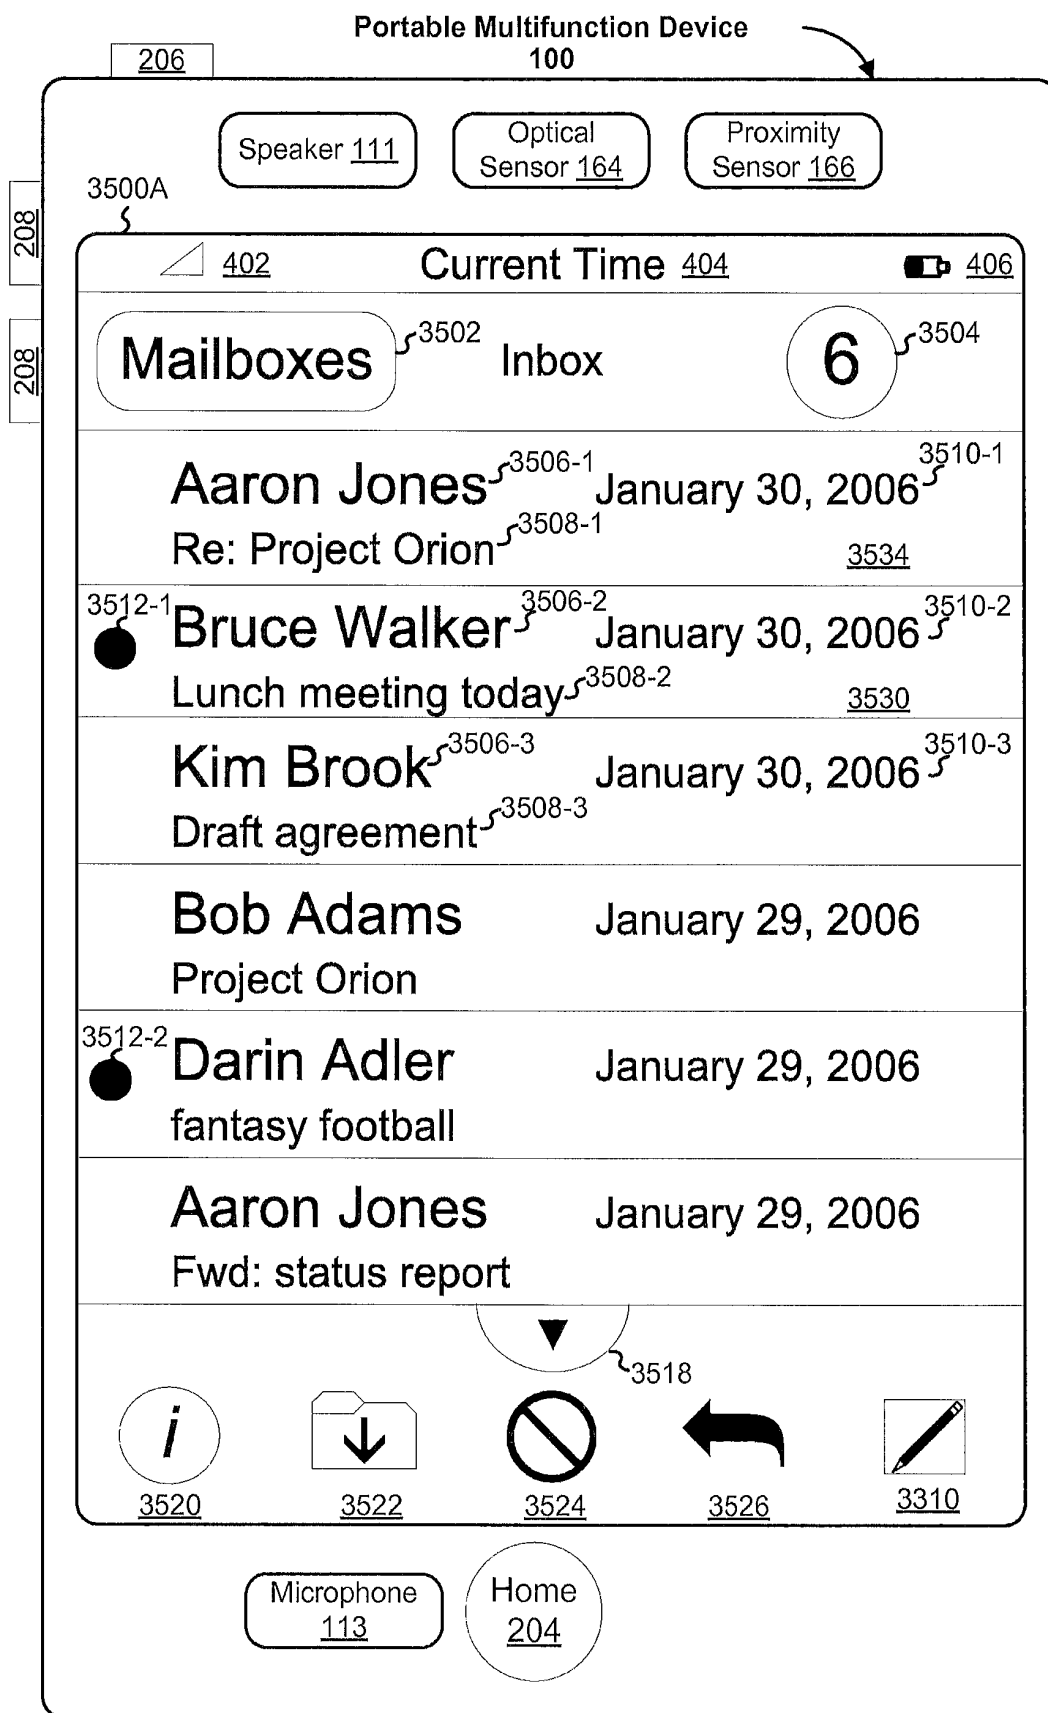 Portable Multifunction Device
100
206
Speaker 111
Optical
Sensor 164
Proximity
Sensor 166
3500A
208
208
402
Current Time 404
406
Mailboxes
3502
Inbox
6
3504
Aaron Jones 3506-1 January 30, 2006 3510-1
Re: Project Orion 3508-1 3534
3512-1 Bruce Walker 3506-2 January 30, 2006 3510-2
Lunch meeting today 3508-2 3530
Kim Brook 3506-3 January 30, 2006 3510-3
Draft agreement 3508-3
Bob Adams January 29, 2006
Project Orion
3512-2 Darin Adler January 29, 2006
fantasy football
Aaron Jones January 29, 2006
Fwd: status report
3518
i
3520 3522 3524 3526 3310
Microphone
113
Home
204